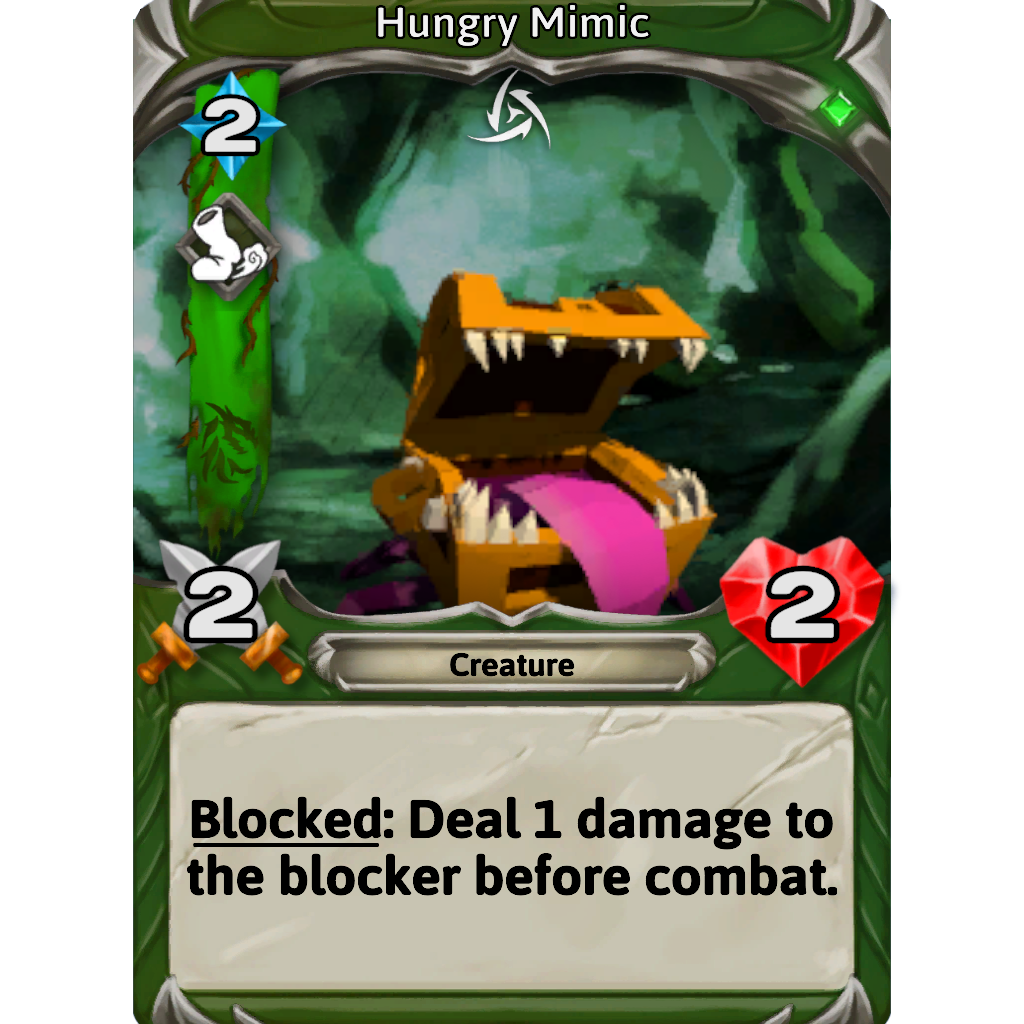 Hungry Mimic
2
2
2
Creature
Blocked: Deal 1 damage to
the blocker before combat.